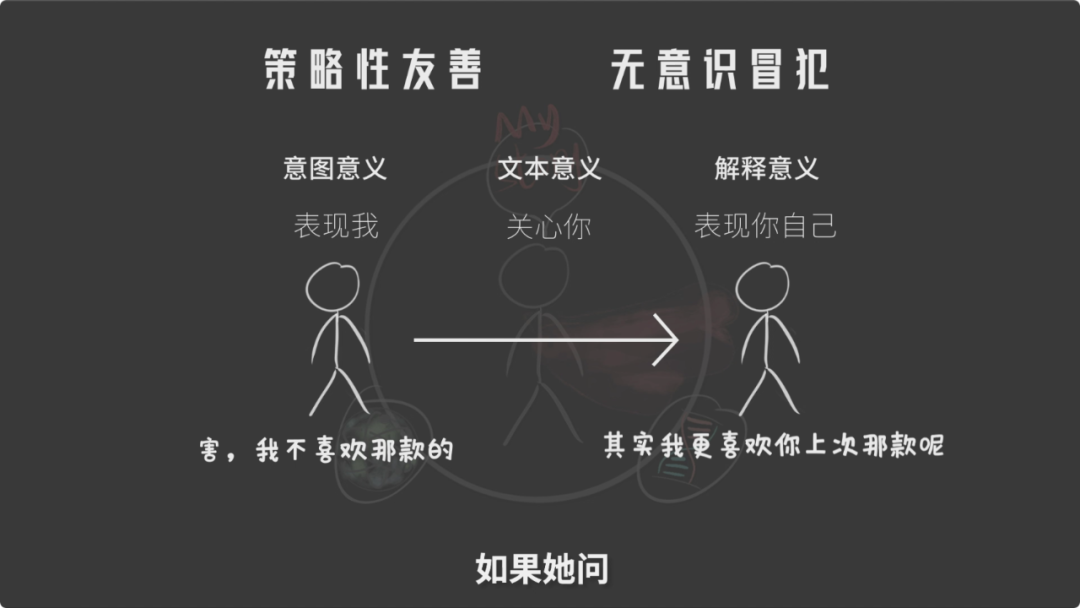 策略性友善 无意识冒犯
意图意义 文本意义 解释意义
表现我 关心你 表现你自己
害，我不喜欢那款的 其实我更喜欢你上次那款呢
如果她问